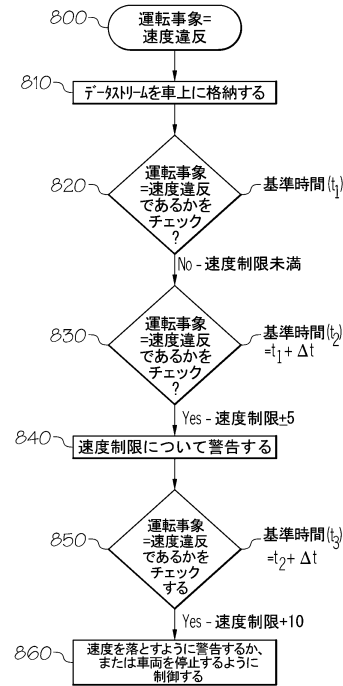 800
運転事象=
速度違反
810
データストリームを車上に格納する
820
運転事象
=速度違反
であるかを
チェック
?
基準時間(t1)
No - 速度制限未満
830
運転事象
=速度違反
であるかを
チェック
?
基準時間(t2)
=t1 + Δt
Yes - 速度制限±5
840
速度制限について警告する
850
運転事象
=速度違反
であるかを
チェック
する
基準時間(t3)
=t2 + Δt
Yes - 速度制限+10
860
速度を落とすように警告するか、
または車両を停止するように
制御する